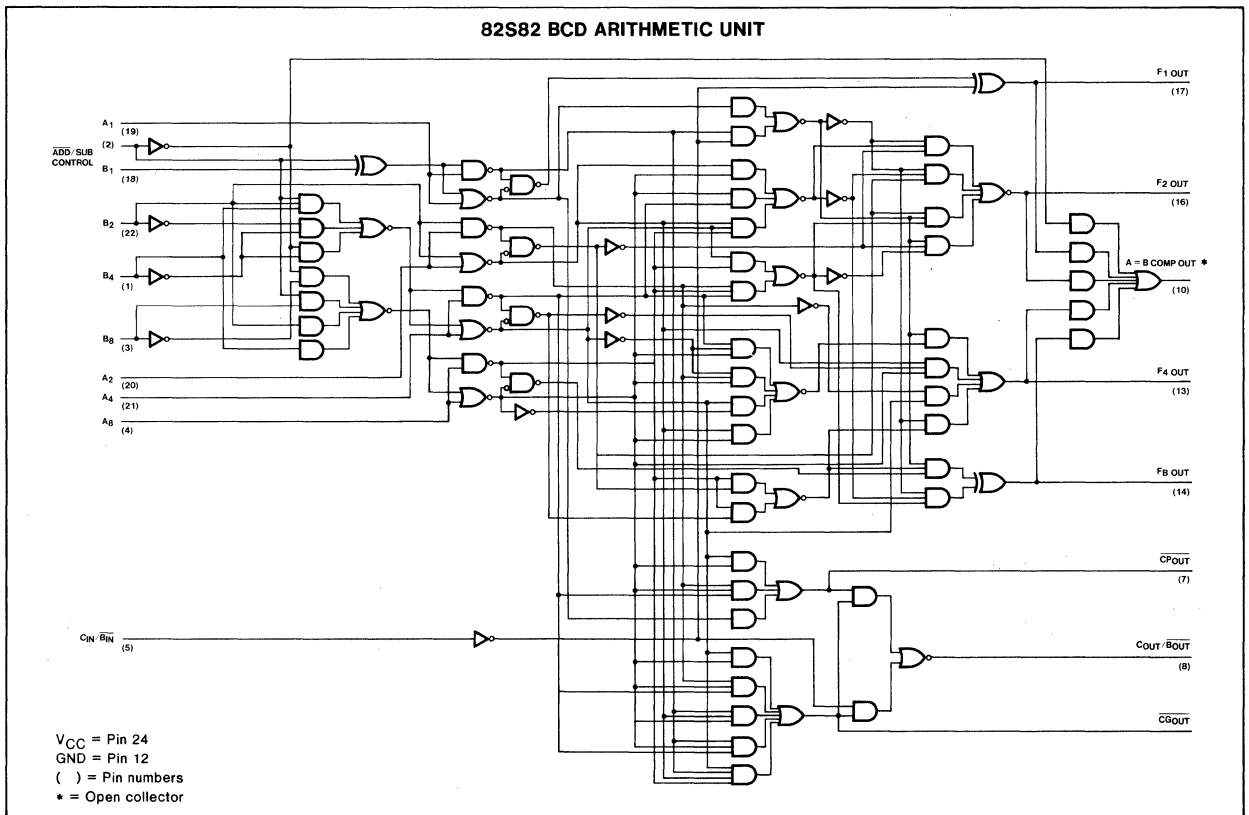 82S82 BCD ARITHMETIC UNIT
F1 OUT
(17)
A1
(19)
(2)
ADD/SUB
CONTROL
B1
(18)
F2 OUT
(16)
B2
(22)
A = B COMP OUT *
(10)
B4
(1)
B8
(3)
A2
(20)
F4 OUT
(13)
A4
(21)
A8
(4)
FB OUT
(14)
CPOUT
(7)
CIN/BIN
(5)
COUT/BOUT
(8)
CGOUT
VCC = Pin 24
GND = Pin 12
( ) = Pin numbers
* = Open collector